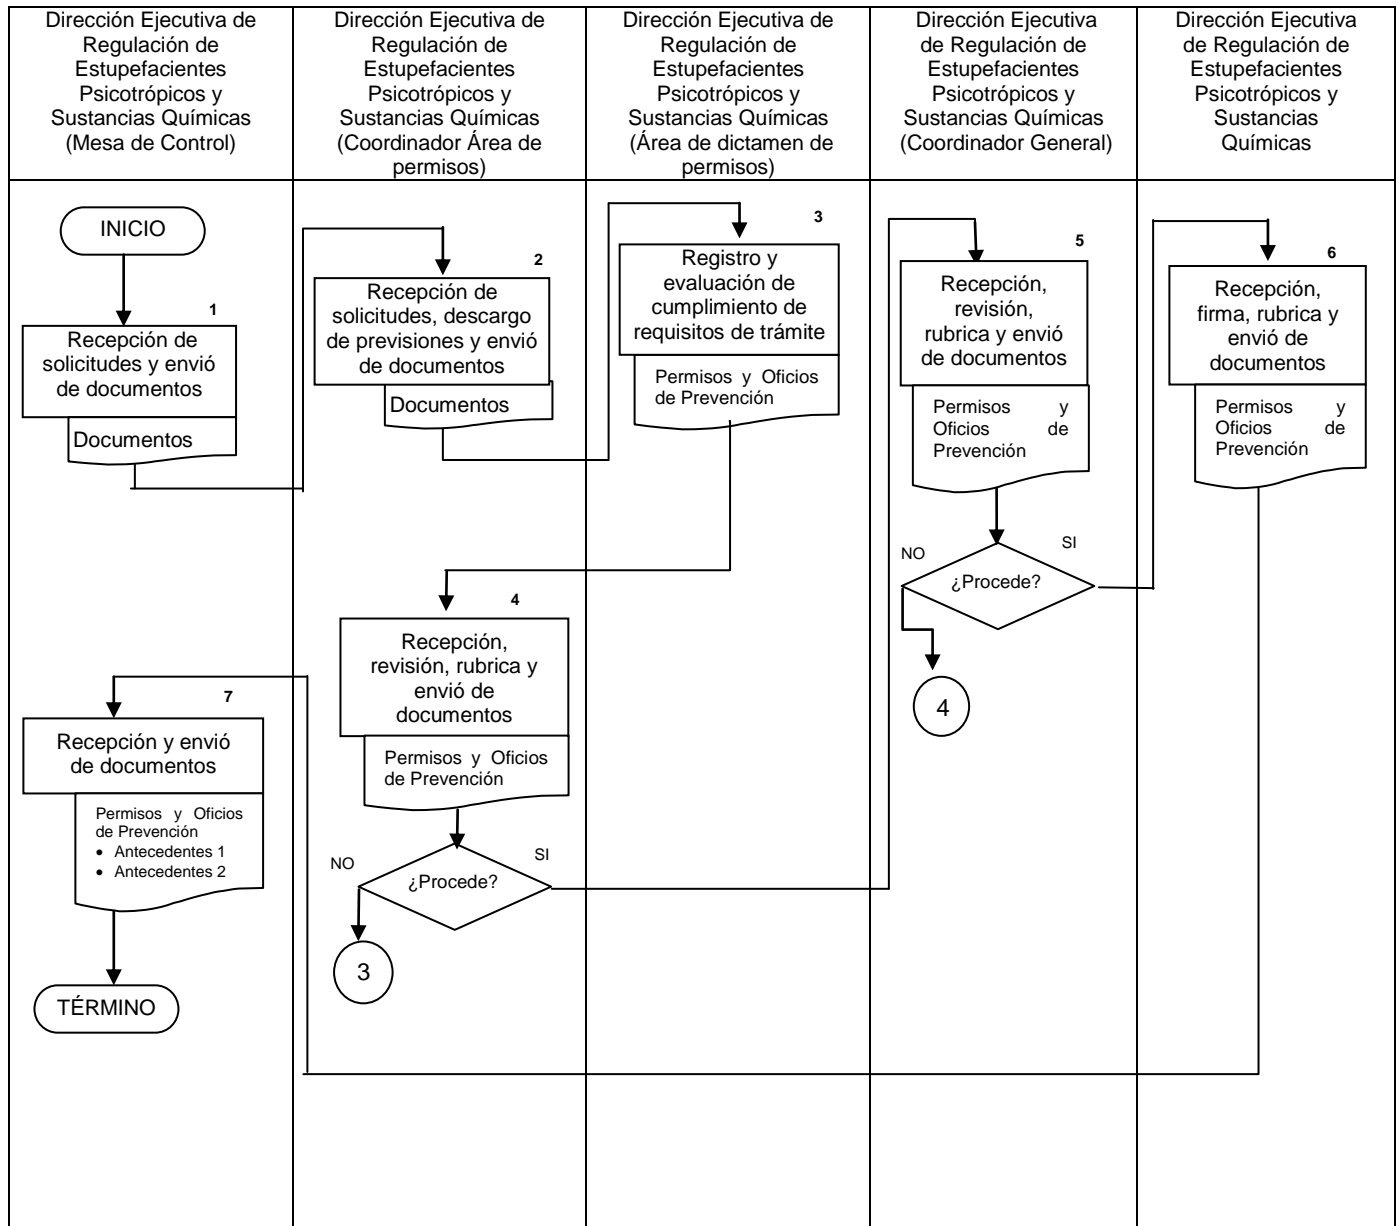 Dirección Ejecutiva de
Regulación de
Estupefacientes
Psicotrópicos y
Sustancias Químicas
(Mesa de Control)
Dirección Ejecutiva de
Regulación de
Estupefacientes
Psicotrópicos y
Sustancias Químicas
(Coordinador Área de
permisos)
Dirección Ejecutiva de
Regulación de
Estupefacientes
Psicotrópicos y
Sustancias Químicas
(Área de dictamen de
permisos)
Dirección Ejecutiva
de Regulación de
Estupefacientes
Psicotrópicos y
Sustancias Químicas
(Coordinador General)
Dirección Ejecutiva
de Regulación de
Estupefacientes
Psicotrópicos y
Sustancias
Químicas
INICIO
1
Recepción de
solicitudes y envió
de documentos
Documentos
2
Recepción de
solicitudes, descargo
de previsiones y envió
de documentos
Documentos
3
Registro y
evaluación de
cumplimiento de
requisitos de trámite
Permisos y Oficios
de Prevención
4
Recepción,
revisión, rubrica y
envió de
documentos
Permisos y Oficios
de Prevención
NO
¿Procede?
SI
3
5
Recepción,
revisión,
rubrica y envió
de documentos
Permisos y
Oficios de
Prevención
NO
¿Procede?
SI
4
6
Recepción,
firma, rubrica y
envió de
documentos
Permisos y
Oficios de
Prevención
7
Recepción y envió
de documentos
Permisos y Oficios
de Prevención
• Antecedentes 1
• Antecedentes 2
TÉRMINO